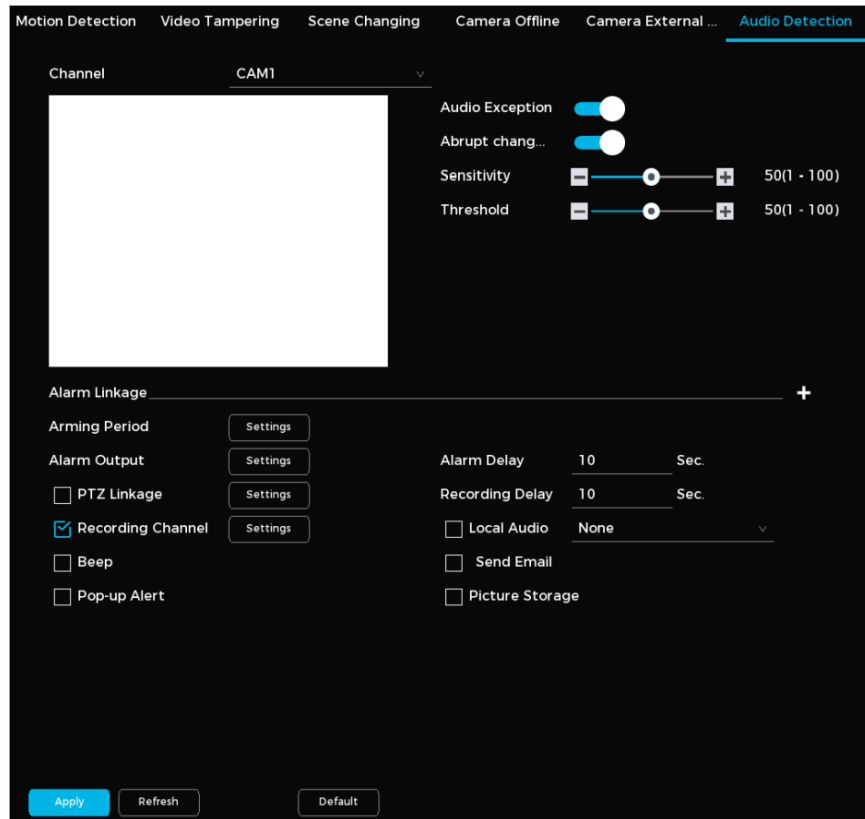 Motion Detection Video Tampering Scene Changing Camera Offline Camera External ... Audio Detection
Channel CAM1
Audio Exception
Abrupt chang...
Sensitivity 50(1 - 100)
Threshold 50(1 - 100)
Alarm Linkage
Arming Period Settings
Alarm Output Settings Alarm Delay 10 Sec.
PTZ Linkage Settings Recording Delay 10 Sec.
Recording Channel Settings Local Audio None
Beep Send Email
Pop-up Alert Picture Storage
Apply Refresh Default